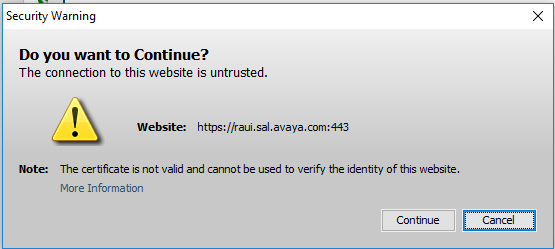 Security Warning
Do you want to Continue?
The connection to this website is untrusted.
Website: https://raui.sal.avaya.com:443
Note: The certificate is not valid and cannot be used to verify the identity of this website.
More Information
Continue Cancel